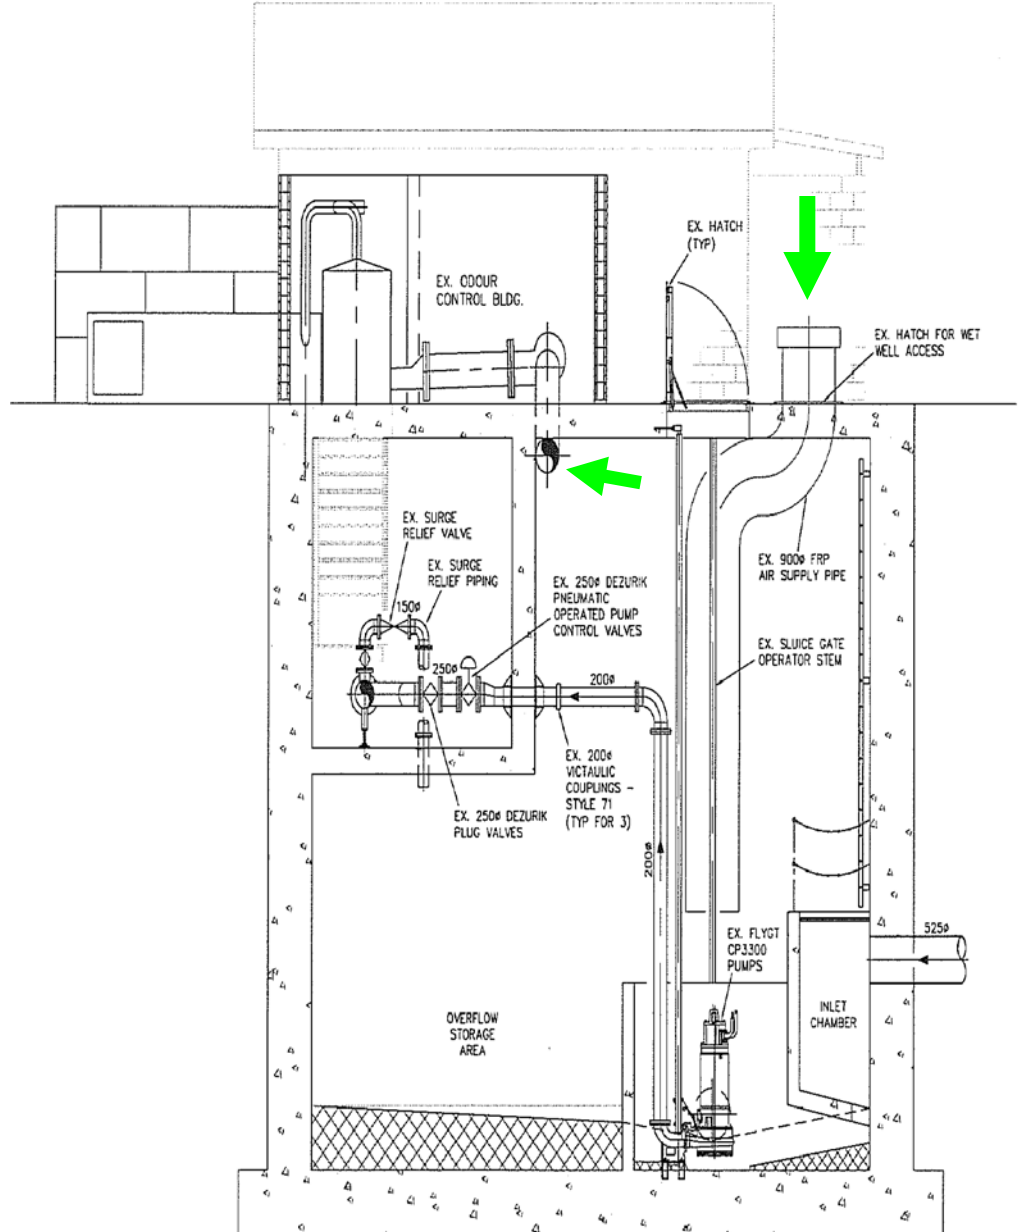 EX. HATCH
(TYP)
EX. ODOUR
CONTROL BLDG.
EX. HATCH FOR WET
WELL ACCESS
EX. SURGE
RELIEF VALVE
EX. SURGE
RELIEF PIPING
EX. 250ø DEZURIK
PNEUMATIC
OPERATED PUMP
CONTROL VALVES
EX. 900ø FRP
AIR SUPPLY PIPE
150ø
EX. SLUICE GATE
OPERATOR STEM
250ø
200ø
EX. 200ø
VICTAULIC
COUPLINGS -
STYLE 71
(TYP FOR 3)
EX. 250ø DEZURIK
PLUG VALVES
200ø
EX. FLYGT
CP3300
PUMPS
525ø
INLET
CHAMBER
OVERFLOW
STORAGE
AREA